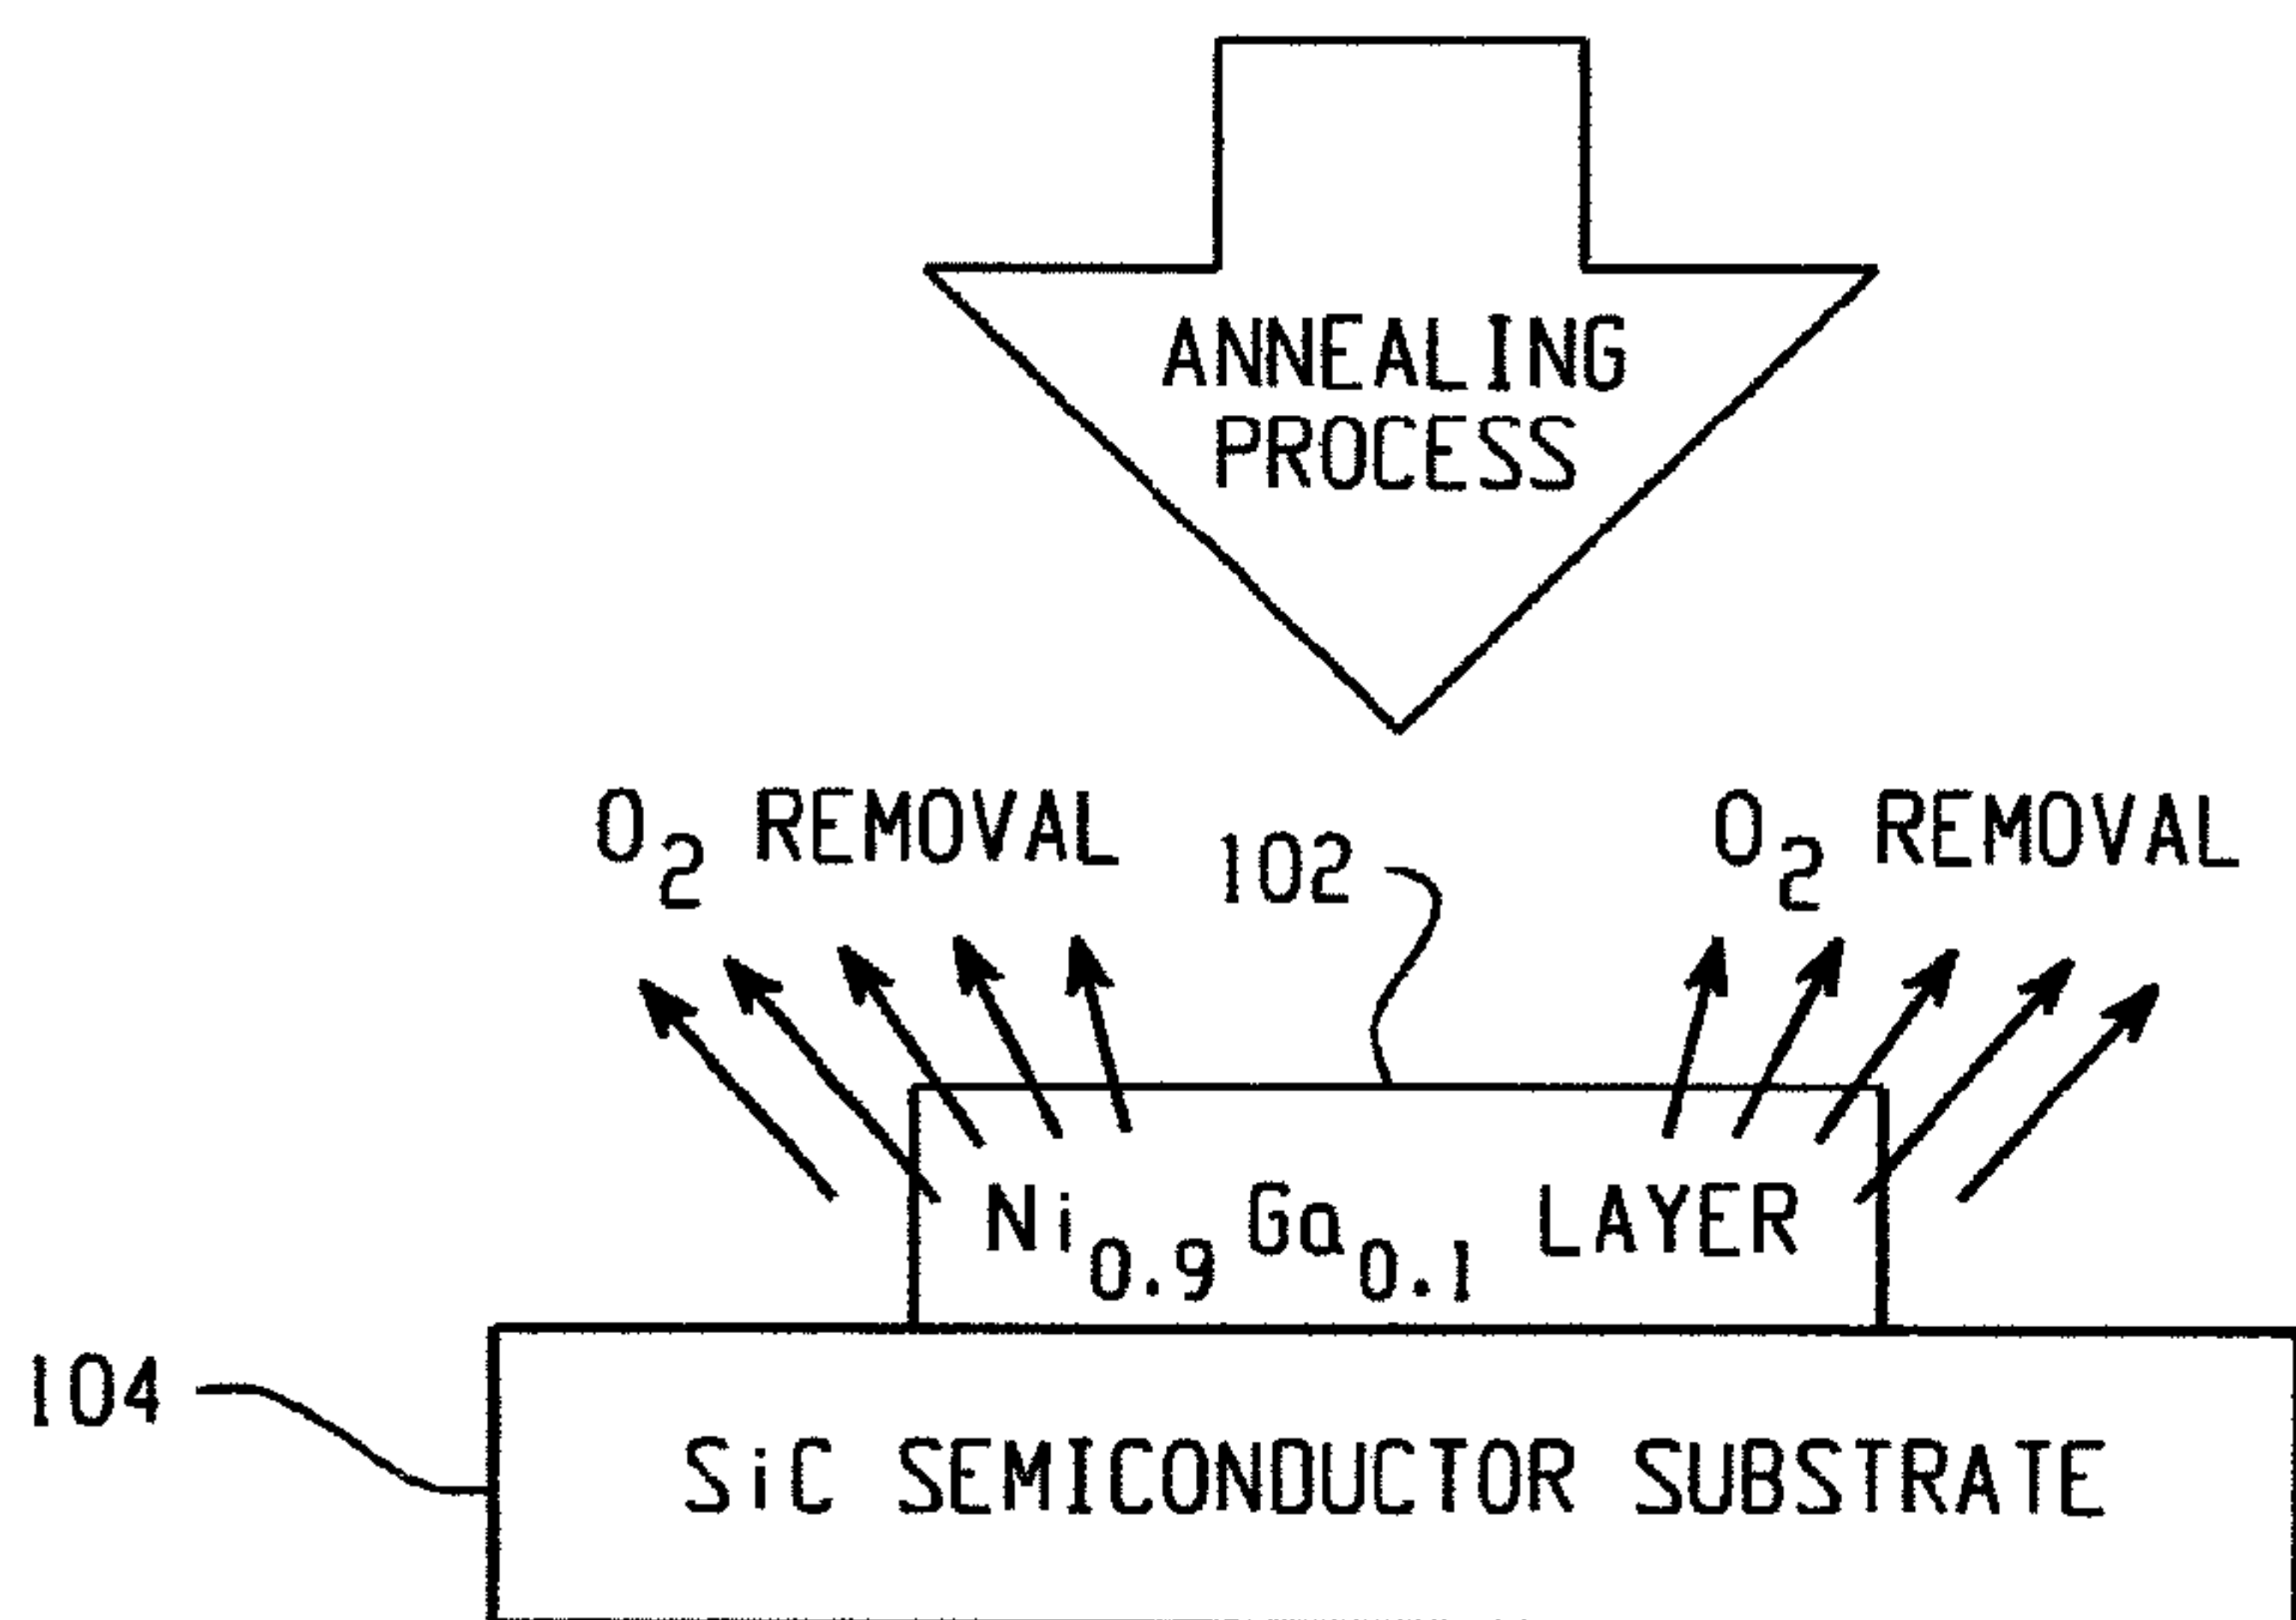 ANNEALING
PROCESS
O2 REMOVAL
102
O2 REMOVAL
Ni0.9 Ga0.1 LAYER
104
SiC SEMICONDUCTOR SUBSTRATE